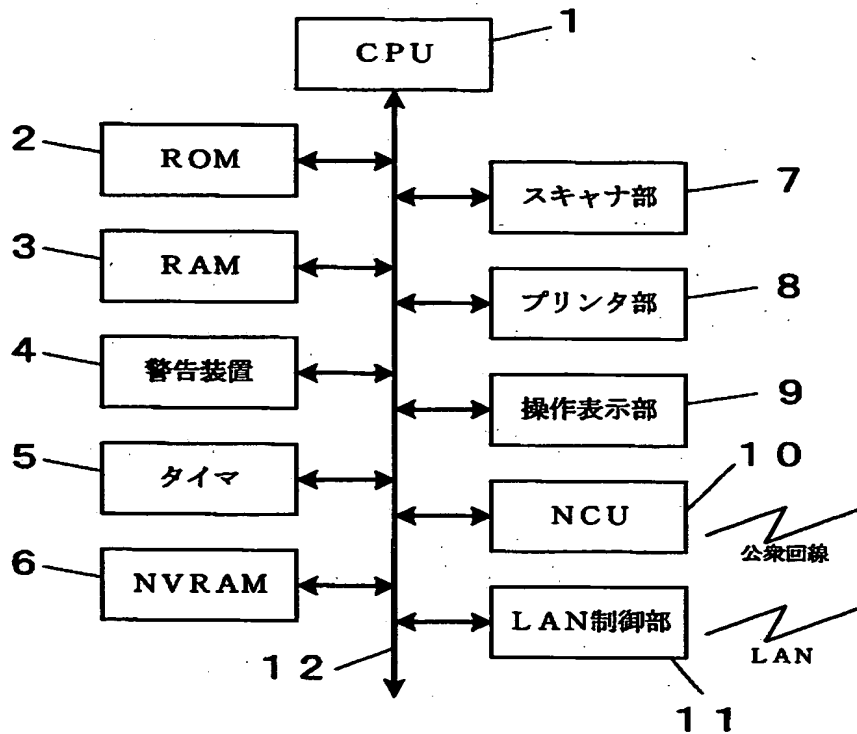 1
CPU
2
ROM
7
スキャナ部
3
RAM
8
プリンタ部
4
警告装置
9
操作表示部
5
タイマ
10
NCU
公衆回線
6
NVRAM
LAN制御部
LAN
12
11